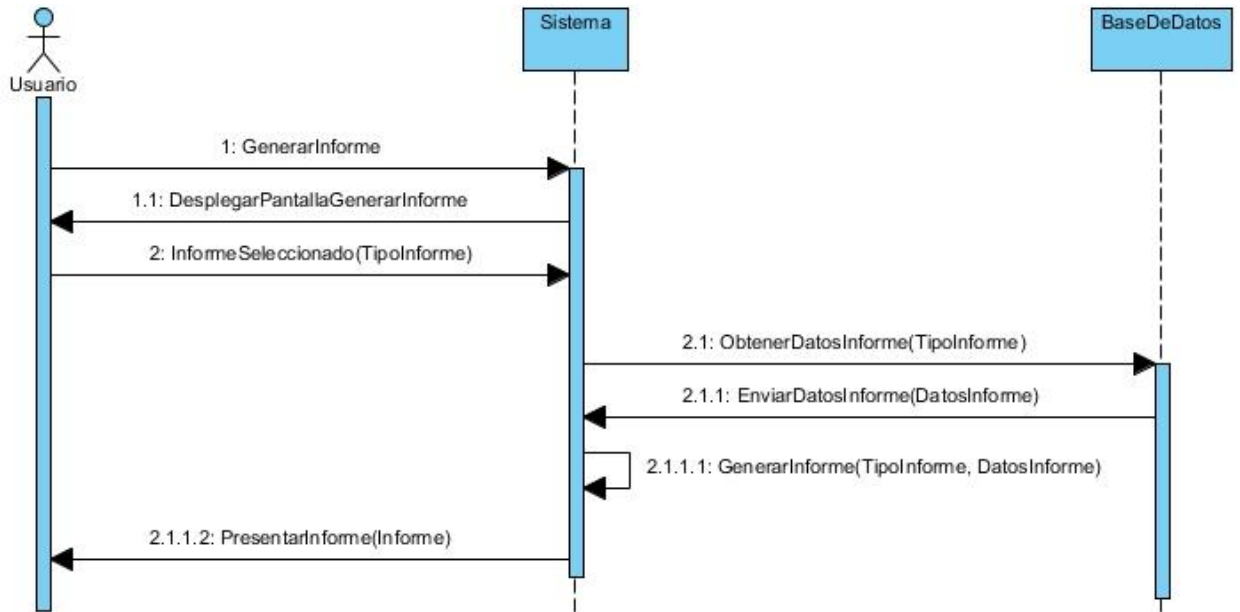 Sistema
BaseDeDatos
Usuario
1: GenerarInforme
1.1: DesplegarPantallaGenerarInforme
2: InformeSeleccionado(TipoInforme)
2.1: ObtenerDatosInforme(TipoInforme)
2.1.1: EnviarDatosInforme(DatosInforme)
2.1.1.1: GenerarInforme(TipoInforme, DatosInforme)
2.1.1.2: PresentarInforme(Informe)